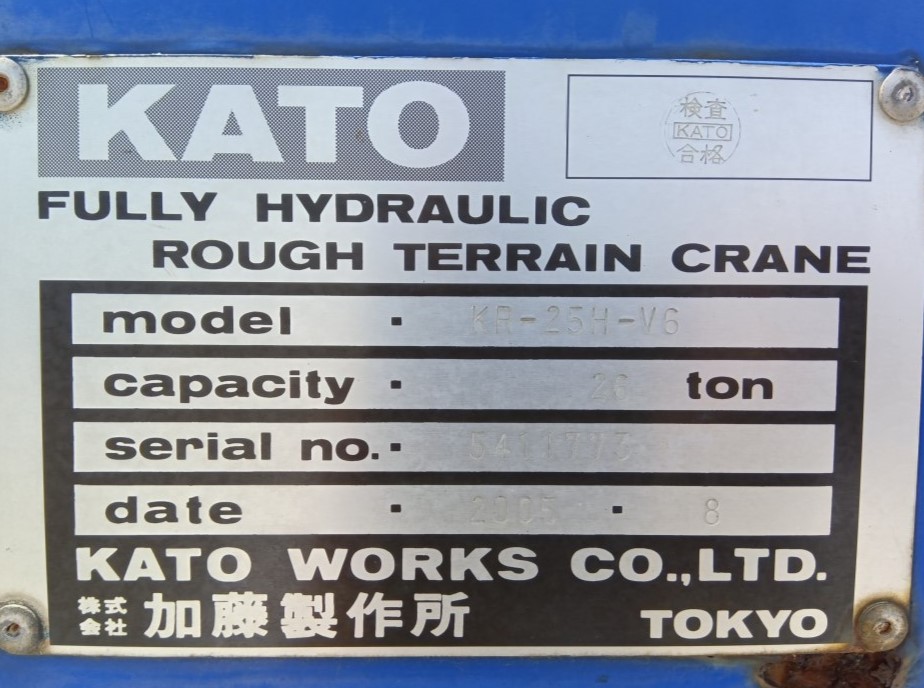 KATO
検査
KATO
合格
FULLY HYDRAULIC
ROUGH TERRAIN CRANE
model · KR-25H-V6
capacity · 26 ton
serial no. ·
date · 2005 · 8
KATO WORKS CO.,LTD.
株式会社 加藤製作所 TOKYO